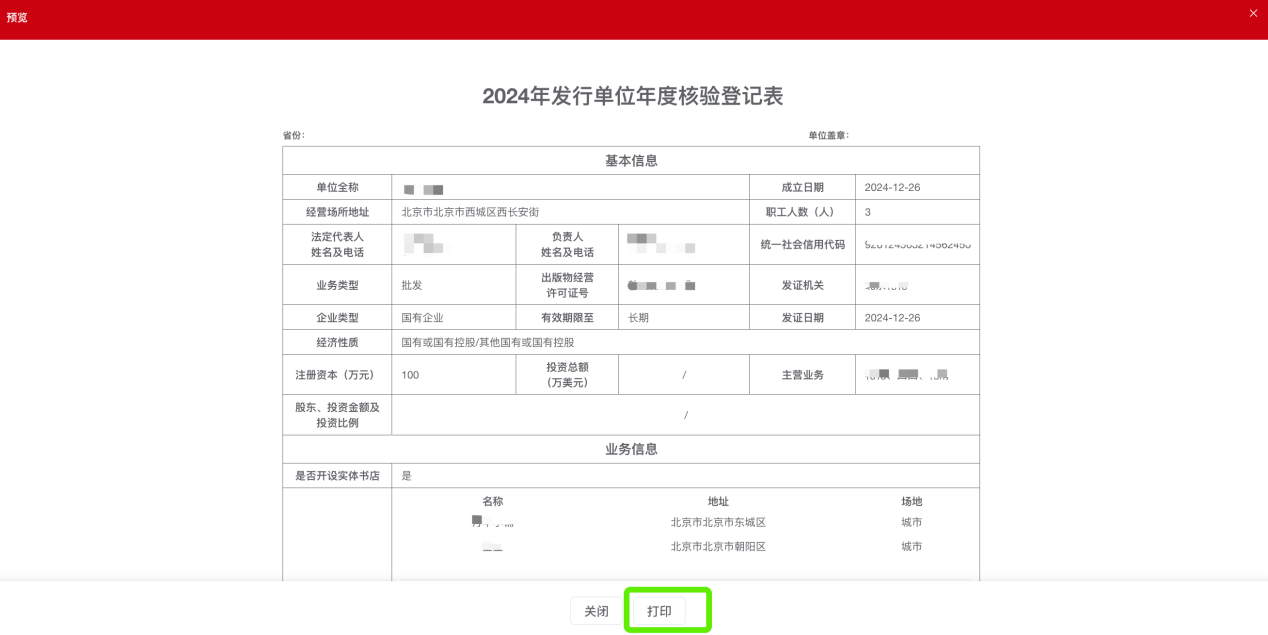 预览
2024年发行单位年度核验登记表
省份： 单位盖章：
基本信息
单位全称 成立日期 2024-12-26
经营场所地址 北京市北京市西城区西长安街 职工人数（人） 3
法定代表人
姓名及电话
负责人
姓名及电话
统一社会信用代码
业务类型 批发
出版物经营
许可证号
发证机关
企业类型 国有企业 有效期限至 长期 发证日期 2024-12-26
经济性质 国有或国有控股/其他国有或国有控股
注册资本（万元） 100
投资总额
（万美元）
/
主营业务
股东、投资金额及
投资比例
/
业务信息
是否开设实体书店 是
名称 地址 场地
北京市北京市东城区 城市
北京市北京市朝阳区 城市
关闭 打印